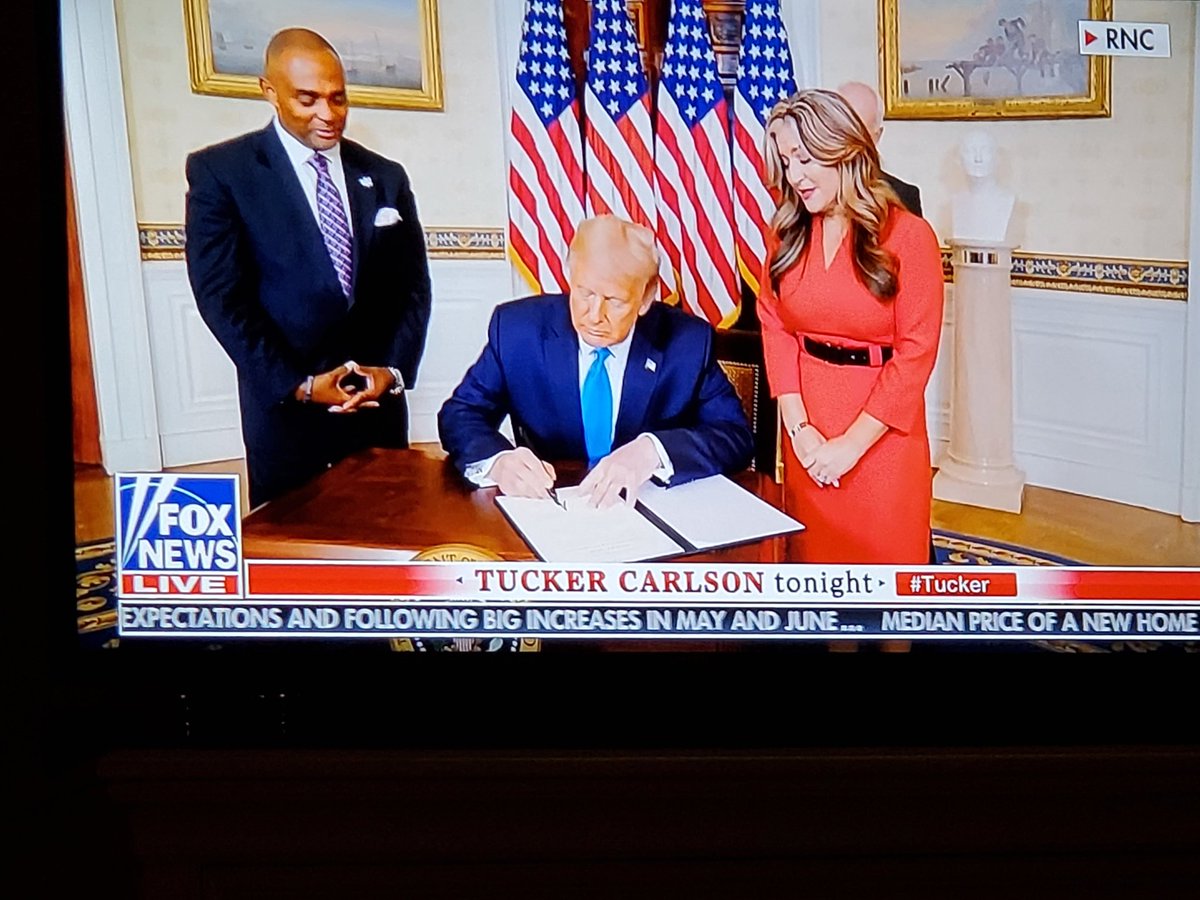 RNC
FOX
NEWS
LIVE
TUCKER CARLSON tonight
#Tucker
EXPECTATIONS AND FOLLOWING BIG INCREASES IN MAY AND JUNE... MEDIAN PRICE OF A NEW HOME